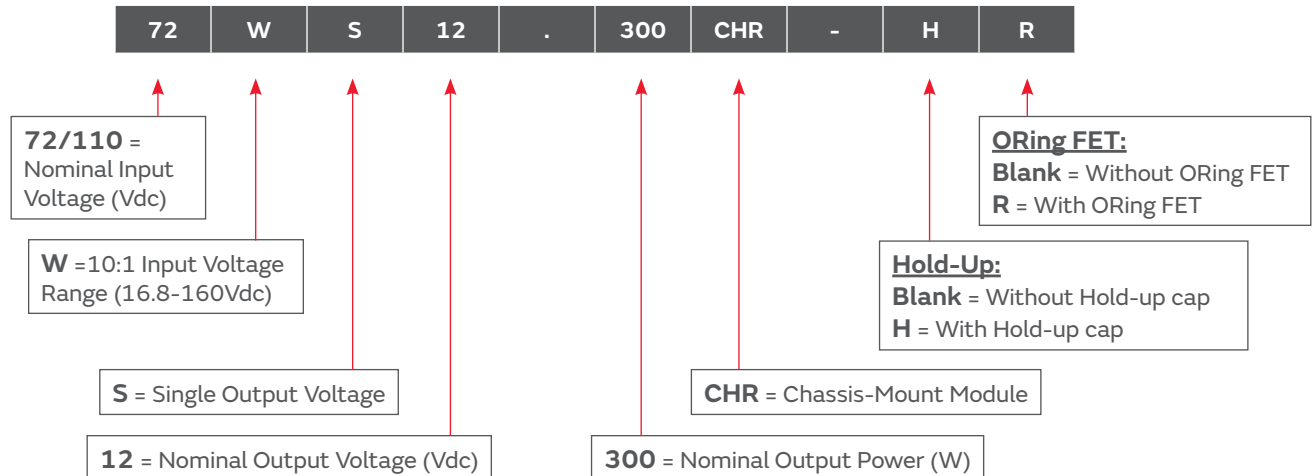 72 W S 12 . 300 CHR - H R
72/110 =
Nominal Input
Voltage (Vdc)
ORing FET:
Blank = Without ORing FET
R = With ORing FET
W =10:1 Input Voltage
Range (16.8-160Vdc)
Hold-Up:
Blank = Without Hold-up cap
H = With Hold-up cap
S = Single Output Voltage
CHR = Chassis-Mount Module
12 = Nominal Output Voltage (Vdc)
300 = Nominal Output Power (W)